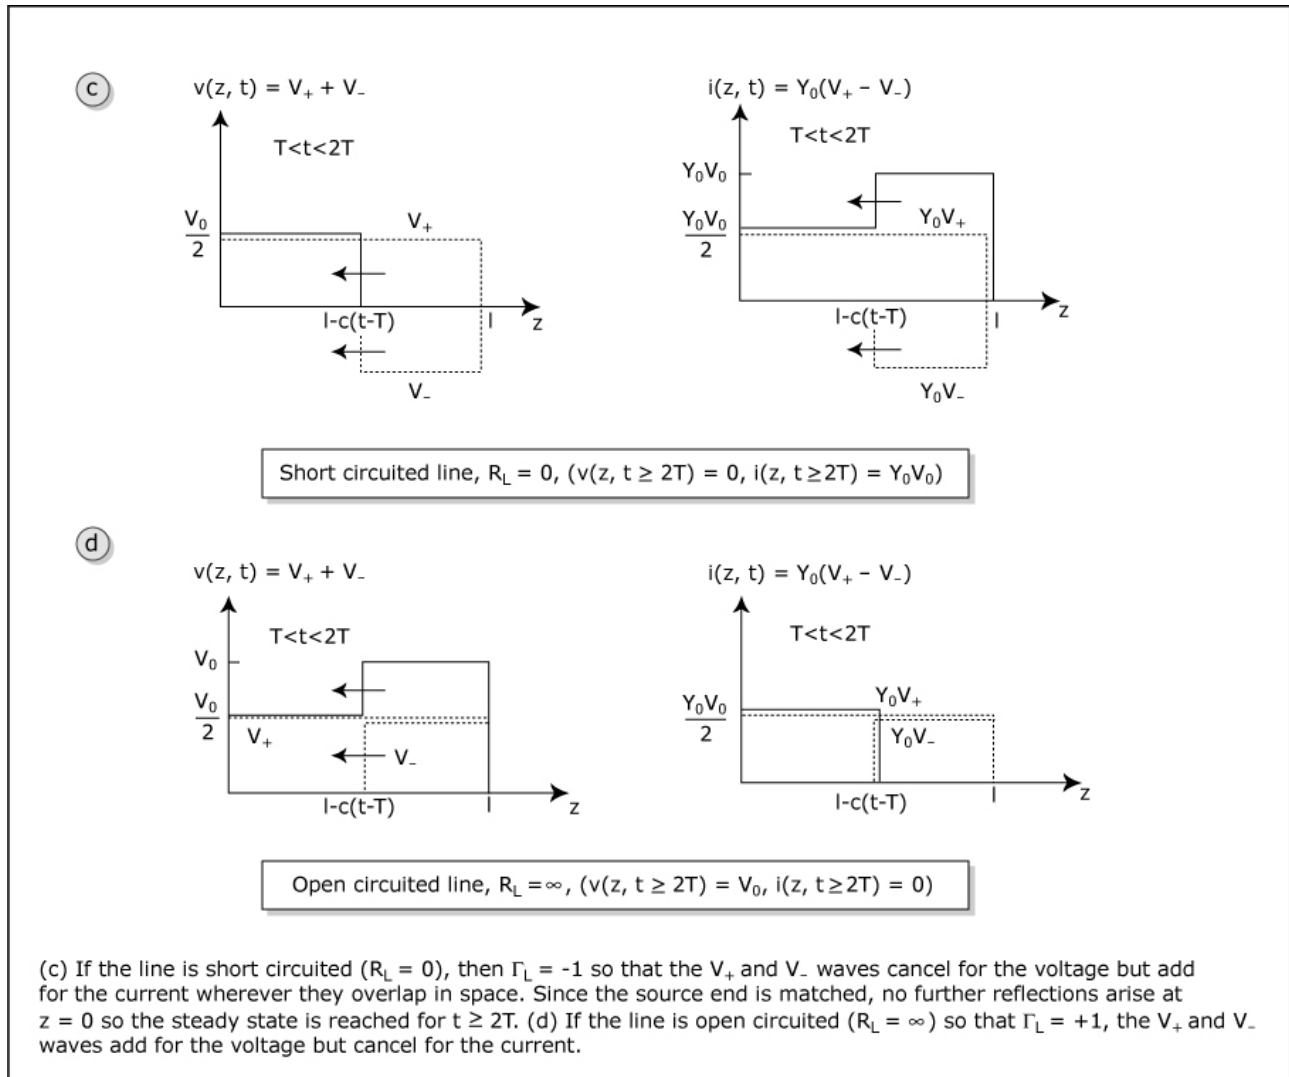 c
v(z, t) = V₊ + V₋
T<t<2T
V₀
2
V₊
l-c(t-T)
l
z
V₋
i(z, t) = Y₀(V₊ – V₋)
T<t<2T
Y₀V₀
Y₀V₀
2
Y₀V₊
l-c(t-T)
l
z
Y₀V₋
Short circuited line, R_L = 0, (v(z, t ≥ 2T) = 0, i(z, t≥2T) = Y₀V₀)
d
v(z, t) = V₊ + V₋
T<t<2T
V₀
V₀
2
V₊
V₋
l-c(t-T)
l
z
i(z, t) = Y₀(V₊ – V₋)
T<t<2T
Y₀V₀
2
Y₀V₊
Y₀V₋
l-c(t-T)
l
z
Open circuited line, R_L =∞, (v(z, t ≥ 2T) = V₀, i(z, t≥2T) = 0)
(c) If the line is short circuited (R_L = 0), then Γ_L = -1 so that the V₊ and V₋ waves cancel for the voltage but add
for the current wherever they overlap in space. Since the source end is matched, no further reflections arise at
z = 0 so the steady state is reached for t ≥ 2T. (d) If the line is open circuited (R_L = ∞) so that Γ_L = +1, the V₊ and V₋
waves add for the voltage but cancel for the current.